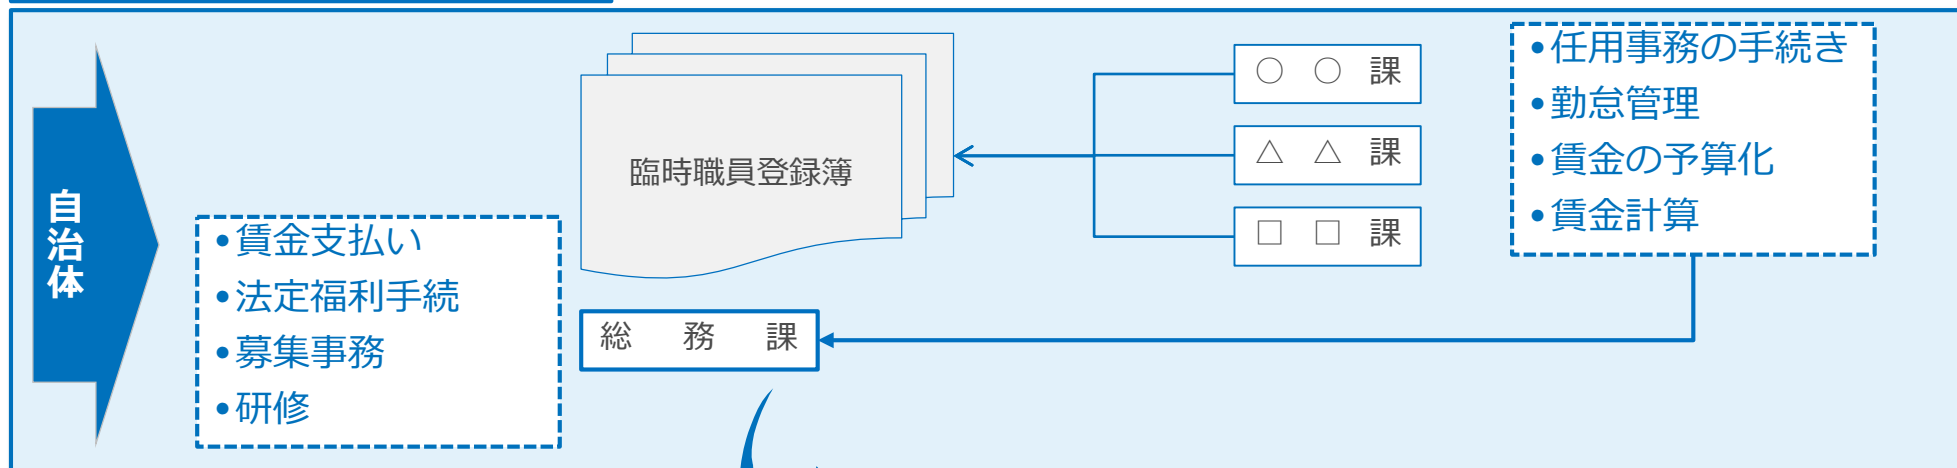 自治体
•賃金支払い
•法定福利手続
•募集事務
•研修
臨時職員登録簿
総　務　課
○　○　課
△　△　課
□　□　課
•任用事務の手続き
•勤怠管理
•賃金の予算化
•賃金計算